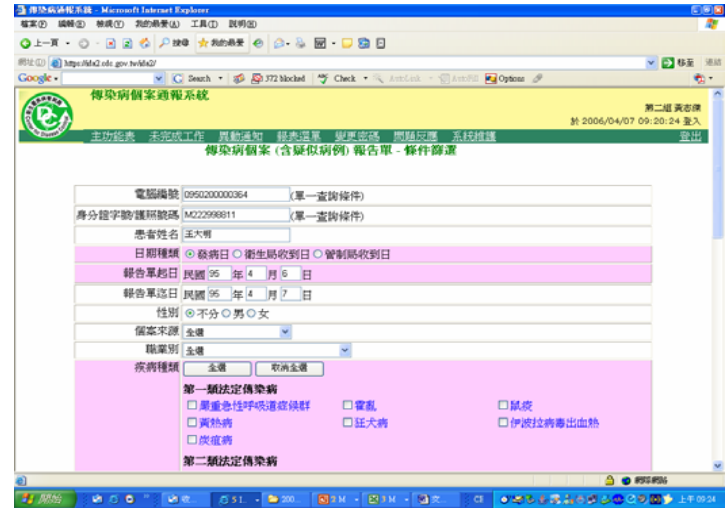 傳染病通報系統 - Microsoft Internet Explorer
檔案(F) 編輯(E) 檢視(V) 我的最愛(A) 工具(T) 說明(H)
上一頁 搜尋 我的最愛
網址(D) https://ida2.cdc.gov.tw/ida2/ 移至 連結
Google Search 372 blocked Check AutoLink AutoFill Options
傳染病個案通報系統
第二組 黃志傑
於 2006/04/07 09:20:24 登入
主功能表 未完成工作 異動通知 報表選單 變更密碼 問題反應 系統維護 登出
傳染病個案 (含疑似病例) 報告單 - 條件篩選
電腦編號 0950200000364 (單一查詢條件)
身分證字號/護照號碼 M222998811 (單一查詢條件)
患者姓名 王大明
日期種類 發病日 衛生局收到日 管制局收到日
報告單起日 民國 95 年 4 月 6 日
報告單迄日 民國 95 年 4 月 7 日
性別 不分 男 女
個案來源 全選
職業別 全選
疾病種類 全選 取消全選
第一類法定傳染病
嚴重急性呼吸道症候群 霍亂 鼠疫
黃熱病 狂犬病 伊波拉病毒出血熱
炭疽病
第二類法定傳染病
網際網路
開始 上午 09:24